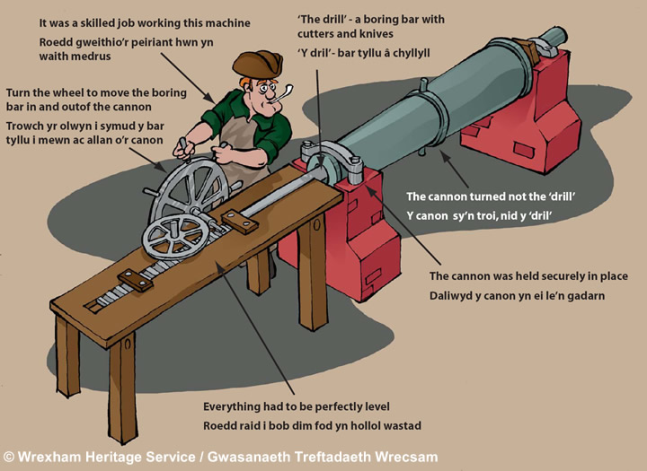 It was a skilled job working this machine
Roedd gweithio'r peiriant hwn yn
waith medrus
'The drill' - a boring bar with
cutters and knives
'Y dril'- bar tyllu â chyllyll
Turn the wheel to move the boring
bar in and outof the cannon
Trowch yr olwyn i symud y bar
tyllu i mewn ac allan o'r canon
The cannon turned not the 'drill'
Y canon sy'n troi, nid y 'dril'
The cannon was held securely in place
Daliwyd y canon yn ei le'n gadarn
Everything had to be perfectly level
Roedd raid i bob dim fod yn hollol wastad
© Wrexham Heritage Service / Gwasanaeth Treftadaeth Wrecsam